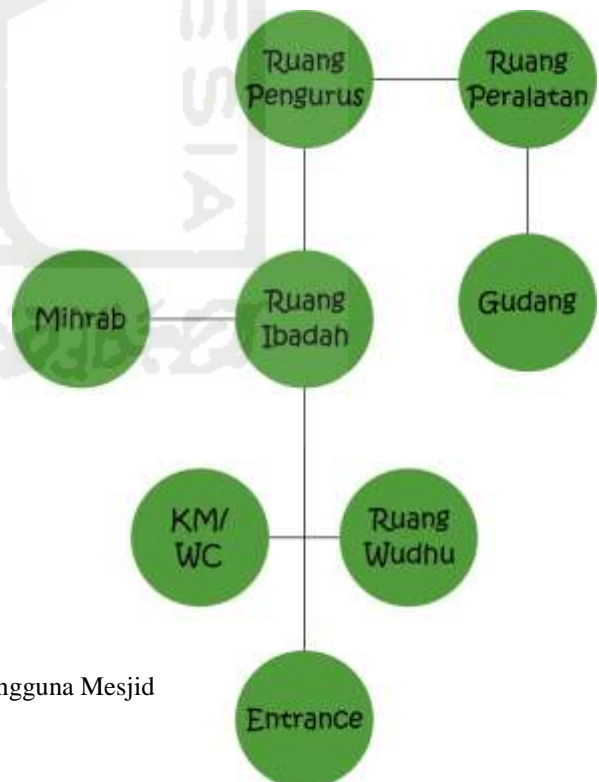 Ruang
Pengurus
Ruang
Peralatan
Mihrab
Ruang
Ibadah
Gudang
KM/
WC
Ruang
Wudhu
ngguna Mesjid
Entrance